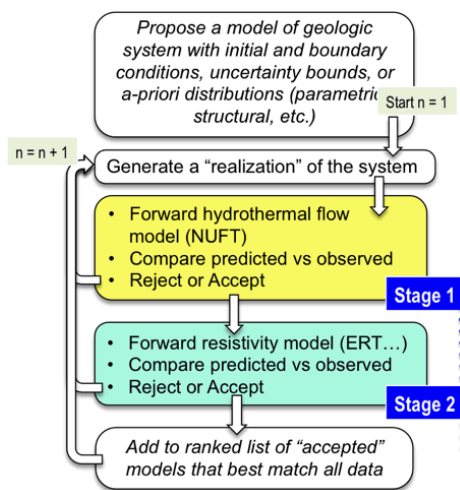 Propose a model of geologic
system with initial and boundary
conditions, uncertainty bounds, or
a-priori distributions (parametric
structural, etc.)
Start n = 1
n = n + 1
Generate a “realization” of the system
• Forward hydrothermal flow
model (NUFT)
• Compare predicted vs observed
• Reject or Accept
Stage 1
• Forward resistivity model (ERT…)
• Compare predicted vs observed
• Reject or Accept
Stage 2
Add to ranked list of “accepted”
models that best match all data